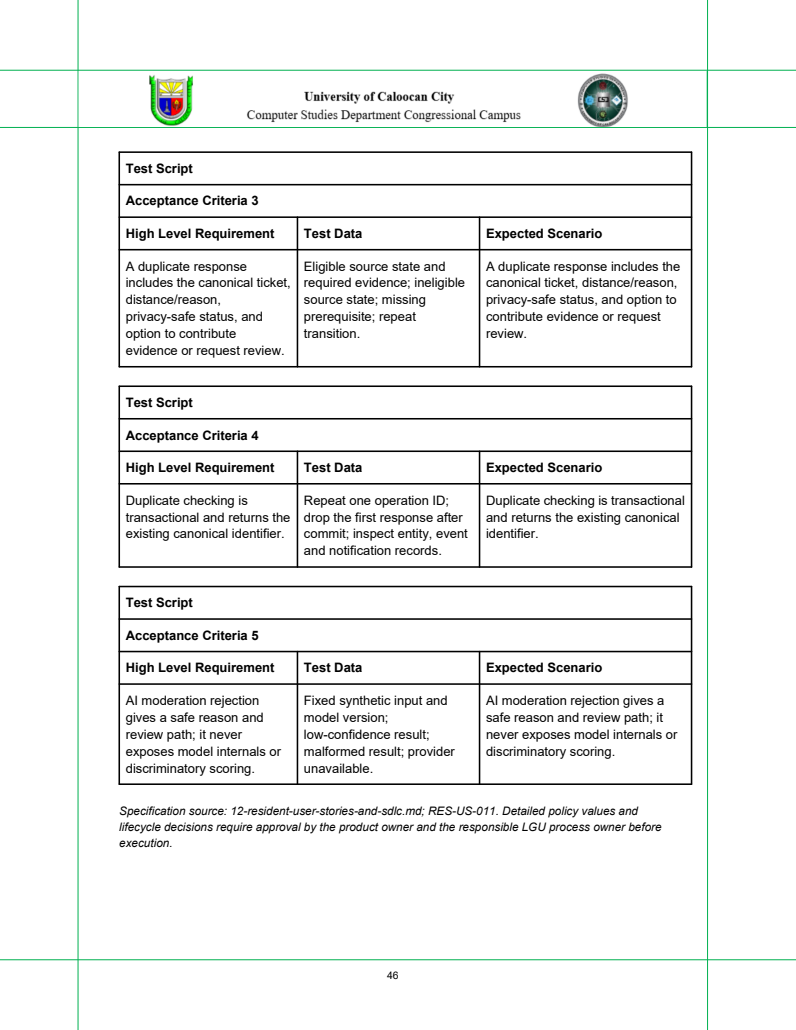 University of Caloocan City
Computer Studies Department Congressional Campus
Test Script
Acceptance Criteria 3
High Level Requirement
Test Data
Expected Scenario
A duplicate response
includes the canonical ticket,
distance/reason,
privacy-safe status, and
option to contribute
evidence or request review.
Eligible source state and
required evidence; ineligible
source state; missing
prerequisite; repeat
transition.
A duplicate response includes the
canonical ticket, distance/reason,
privacy-safe status, and option to
contribute evidence or request
review.
Test Script
Acceptance Criteria 4
High Level Requirement
Test Data
Expected Scenario
Duplicate checking is
transactional and returns the
existing canonical identifier.
Repeat one operation ID;
drop the first response after
commit; inspect entity, event
and notification records.
Duplicate checking is transactional
and returns the existing canonical
identifier.
Test Script
Acceptance Criteria 5
High Level Requirement
Test Data
Expected Scenario
AI moderation rejection
gives a safe reason and
review path; it never
exposes model internals or
discriminatory scoring.
Fixed synthetic input and
model version;
low-confidence result;
malformed result; provider
unavailable.
AI moderation rejection gives a
safe reason and review path; it
never exposes model internals or
discriminatory scoring.
Specification source: 12-resident-user-stories-and-sdlc.md; RES-US-011. Detailed policy values and
lifecycle decisions require approval by the product owner and the responsible LGU process owner before
execution.
46